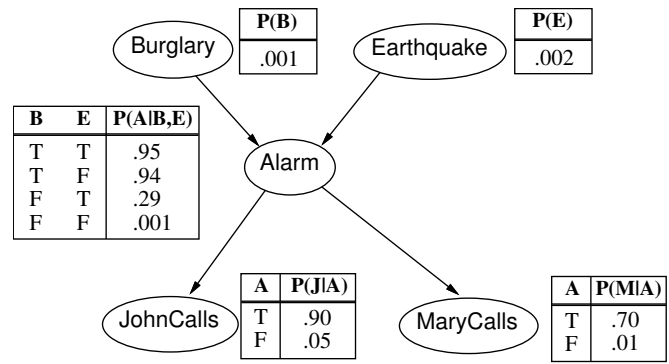 Burglary
P(B)
.001
Earthquake
P(E)
.002
B E P(A|B,E)
T T .95
T F .94
F T .29
F F .001
Alarm
JohnCalls
A P(J|A)
T .90
F .05
MaryCalls
A P(M|A)
T .70
F .01